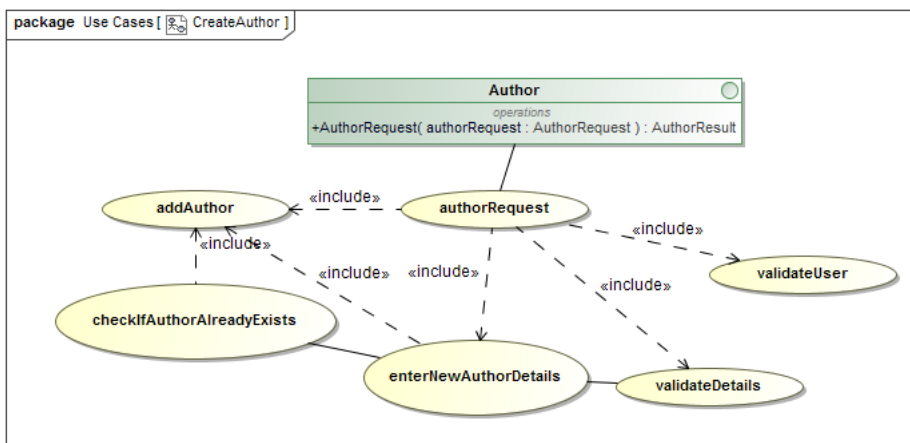 package Use Cases [ CreateAuthor ]
Author
operations
+AuthorRequest( authorRequest : AuthorRequest ) : AuthorResult
«include»
addAuthor
authorRequest
«include»
«include»
«include»
«include»
validateUser
«include»
checkIfAuthorAlreadyExists
enterNewAuthorDetails
validateDetails